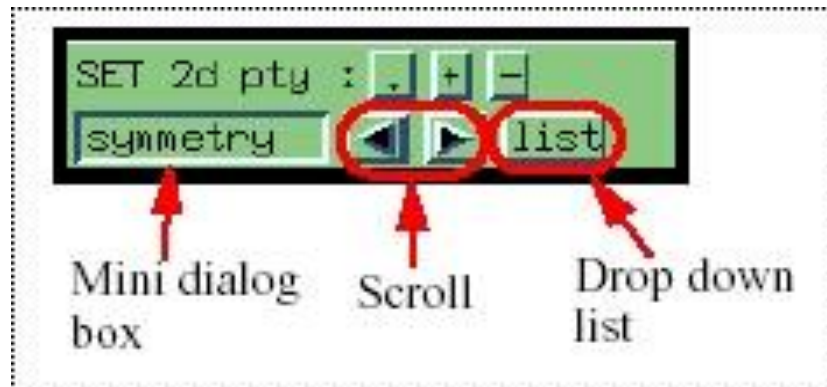 SET 2d pty : . + -
symmetry list
Mini dialog box
Scroll
Drop down list